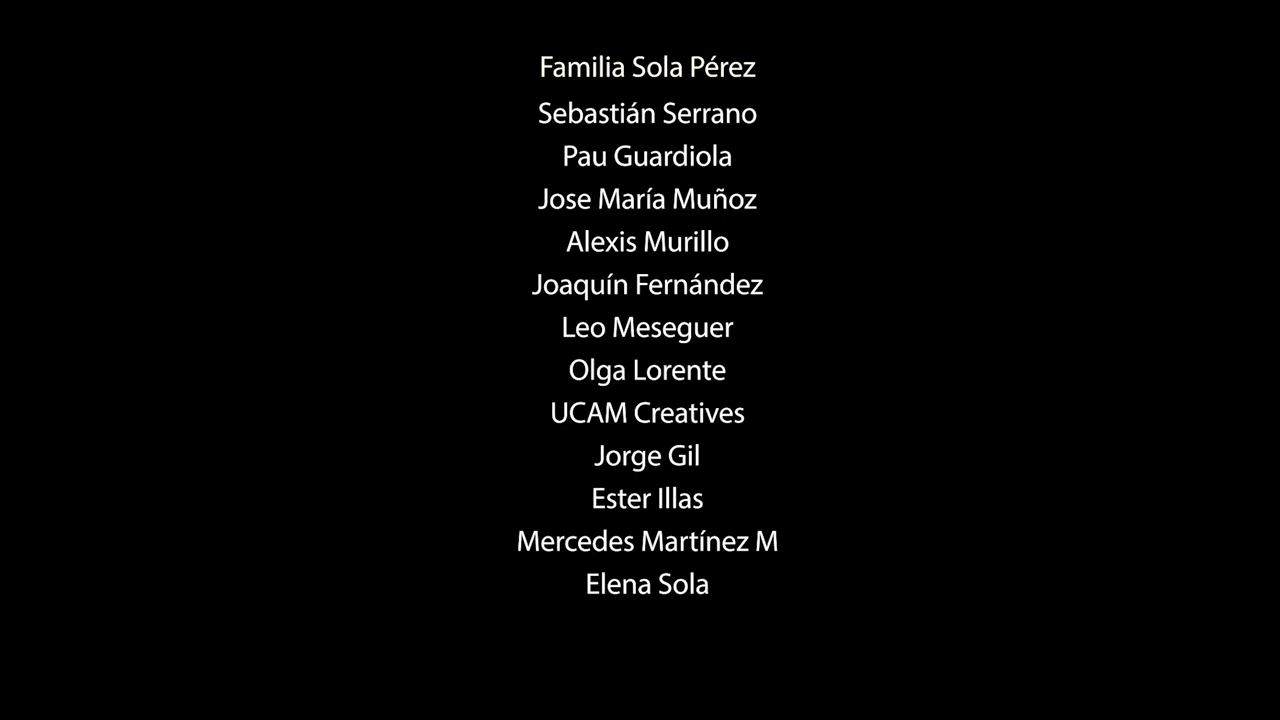 Familia Sola Pérez
Sebastián Serrano
Pau Guardiola
Jose María Muñoz
Alexis Murillo
Joaquín Fernández
Leo Meseguer
Olga Lorente
UCAM Creatives
Jorge Gil
Ester Illas
Mercedes Martínez M
Elena Sola